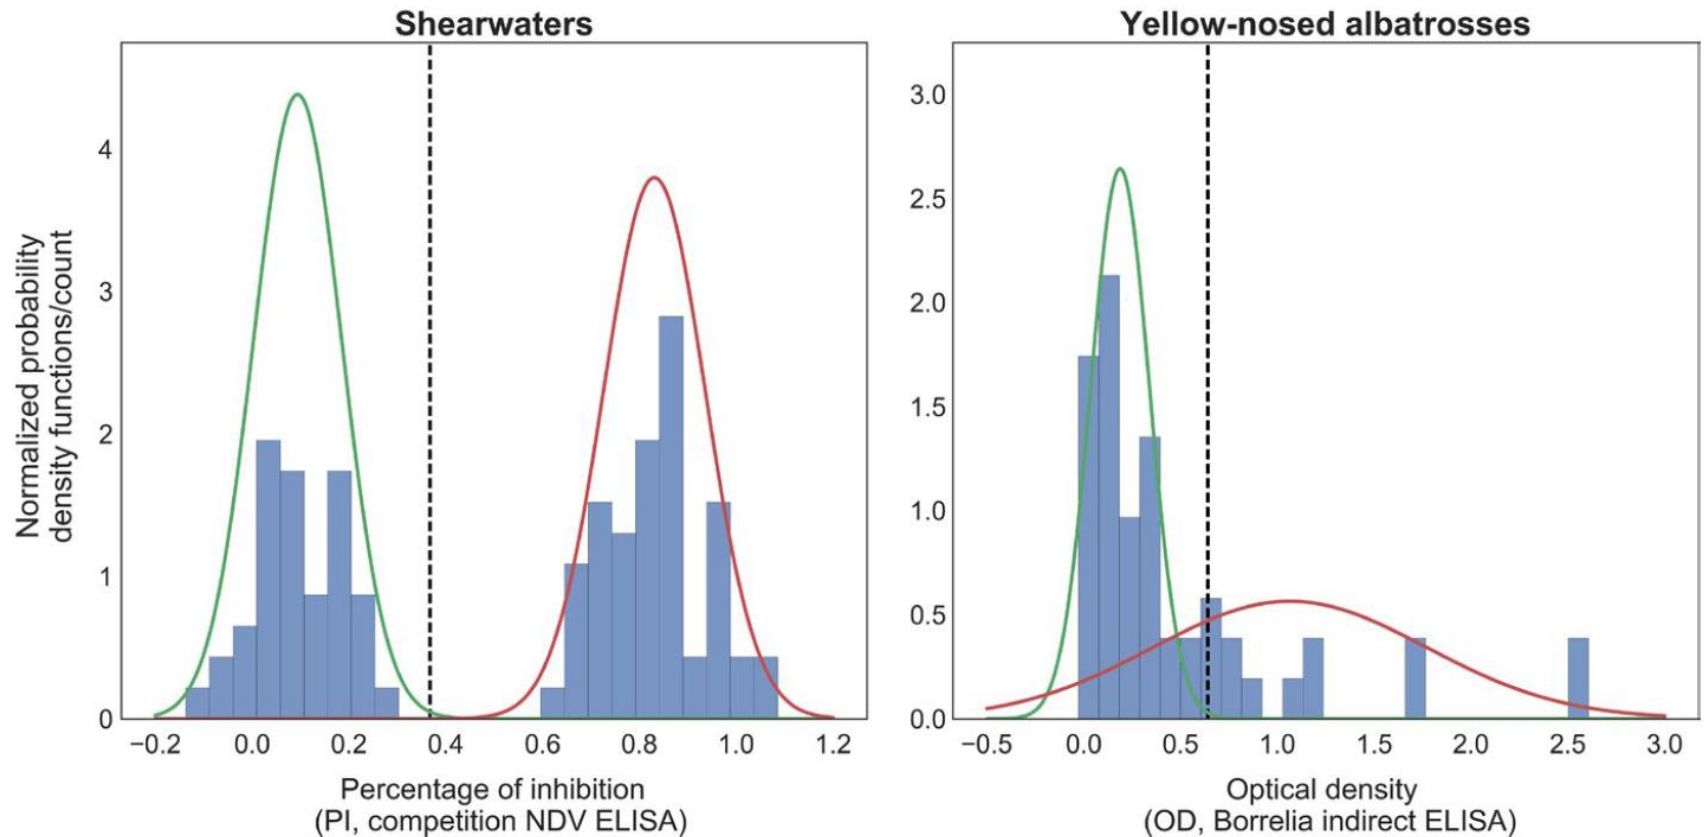 Shearwaters
Yellow-nosed albatrosses
Normalized probability
density functions/count
4
3
2
1
0
−0.2 0.0 0.2 0.4 0.6 0.8 1.0 1.2
Percentage of inhibition
(PI, competition NDV ELISA)
3.0
2.5
2.0
1.5
1.0
0.5
0.0
−0.5 0.0 0.5 1.0 1.5 2.0 2.5 3.0
Optical density
(OD, Borrelia indirect ELISA)